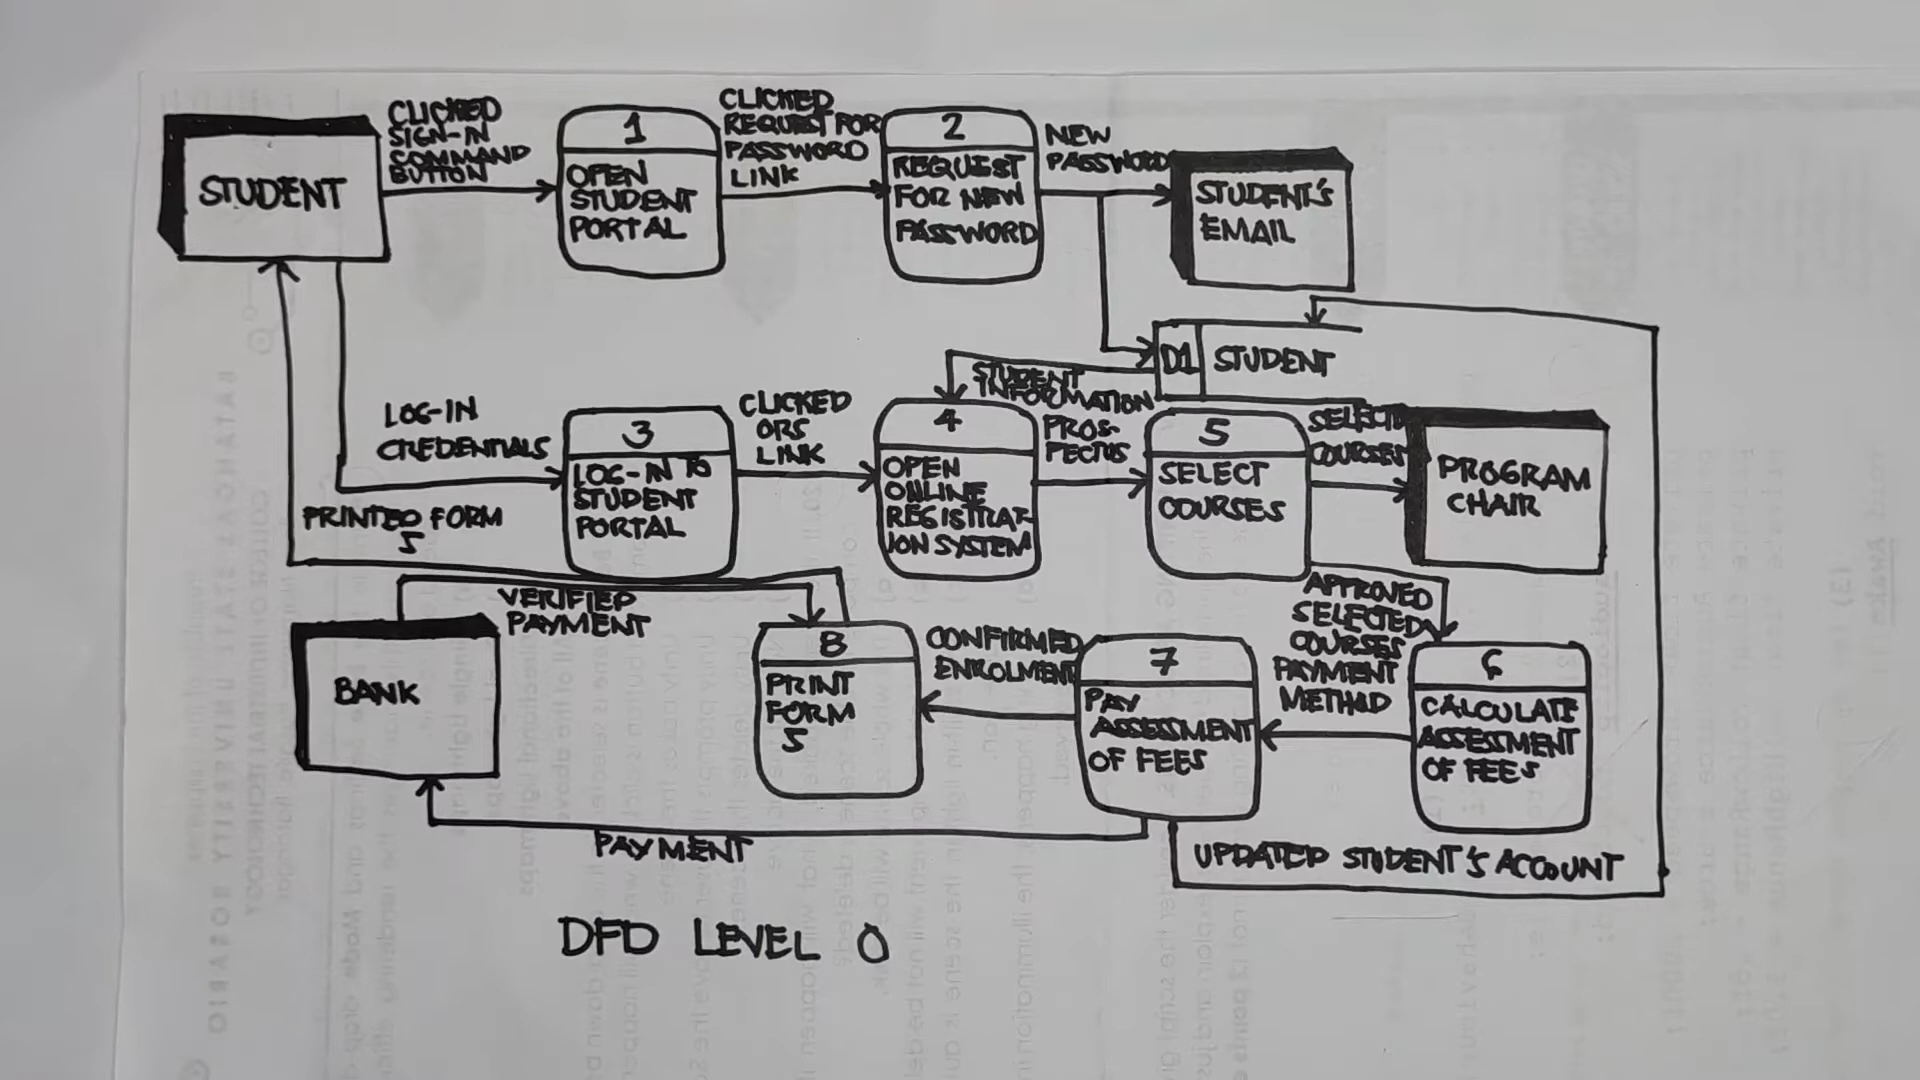 CLICKED
SIGN-IN
COMMAND
BUTTON
STUDENT
1
OPEN
STUDENT
PORTAL
CLICKED
REQUEST FOR
PASSWORD
LINK
2
REQUEST
FOR NEW
PASSWORD
NEW
PASSWORD
STUDENT'S
EMAIL
D1 STUDENT
STUDENT
INFORMATION
LOG-IN
CREDENTIALS
3
LOG-IN TO
STUDENT
PORTAL
CLICKED
ORS
LINK
4
OPEN
ONLINE
REGISTRAT-
ION SYSTEM
PROS-
PECTUS
5
SELECT
COURSES
SELECTED
COURSES
PROGRAM
CHAIR
PRINTED FORM
5
VERIFIED
PAYMENT
BANK
8
PRINT
FORM
5
CONFIRMED
ENROLMENT
7
PAY
ASSESSMENT
OF FEES
APPROVED
SELECTED
COURSES
PAYMENT
METHOD
6
CALCULATE
ASSESSMENT
OF FEES
PAYMENT
UPDATED STUDENT'S ACCOUNT
DFD LEVEL 0